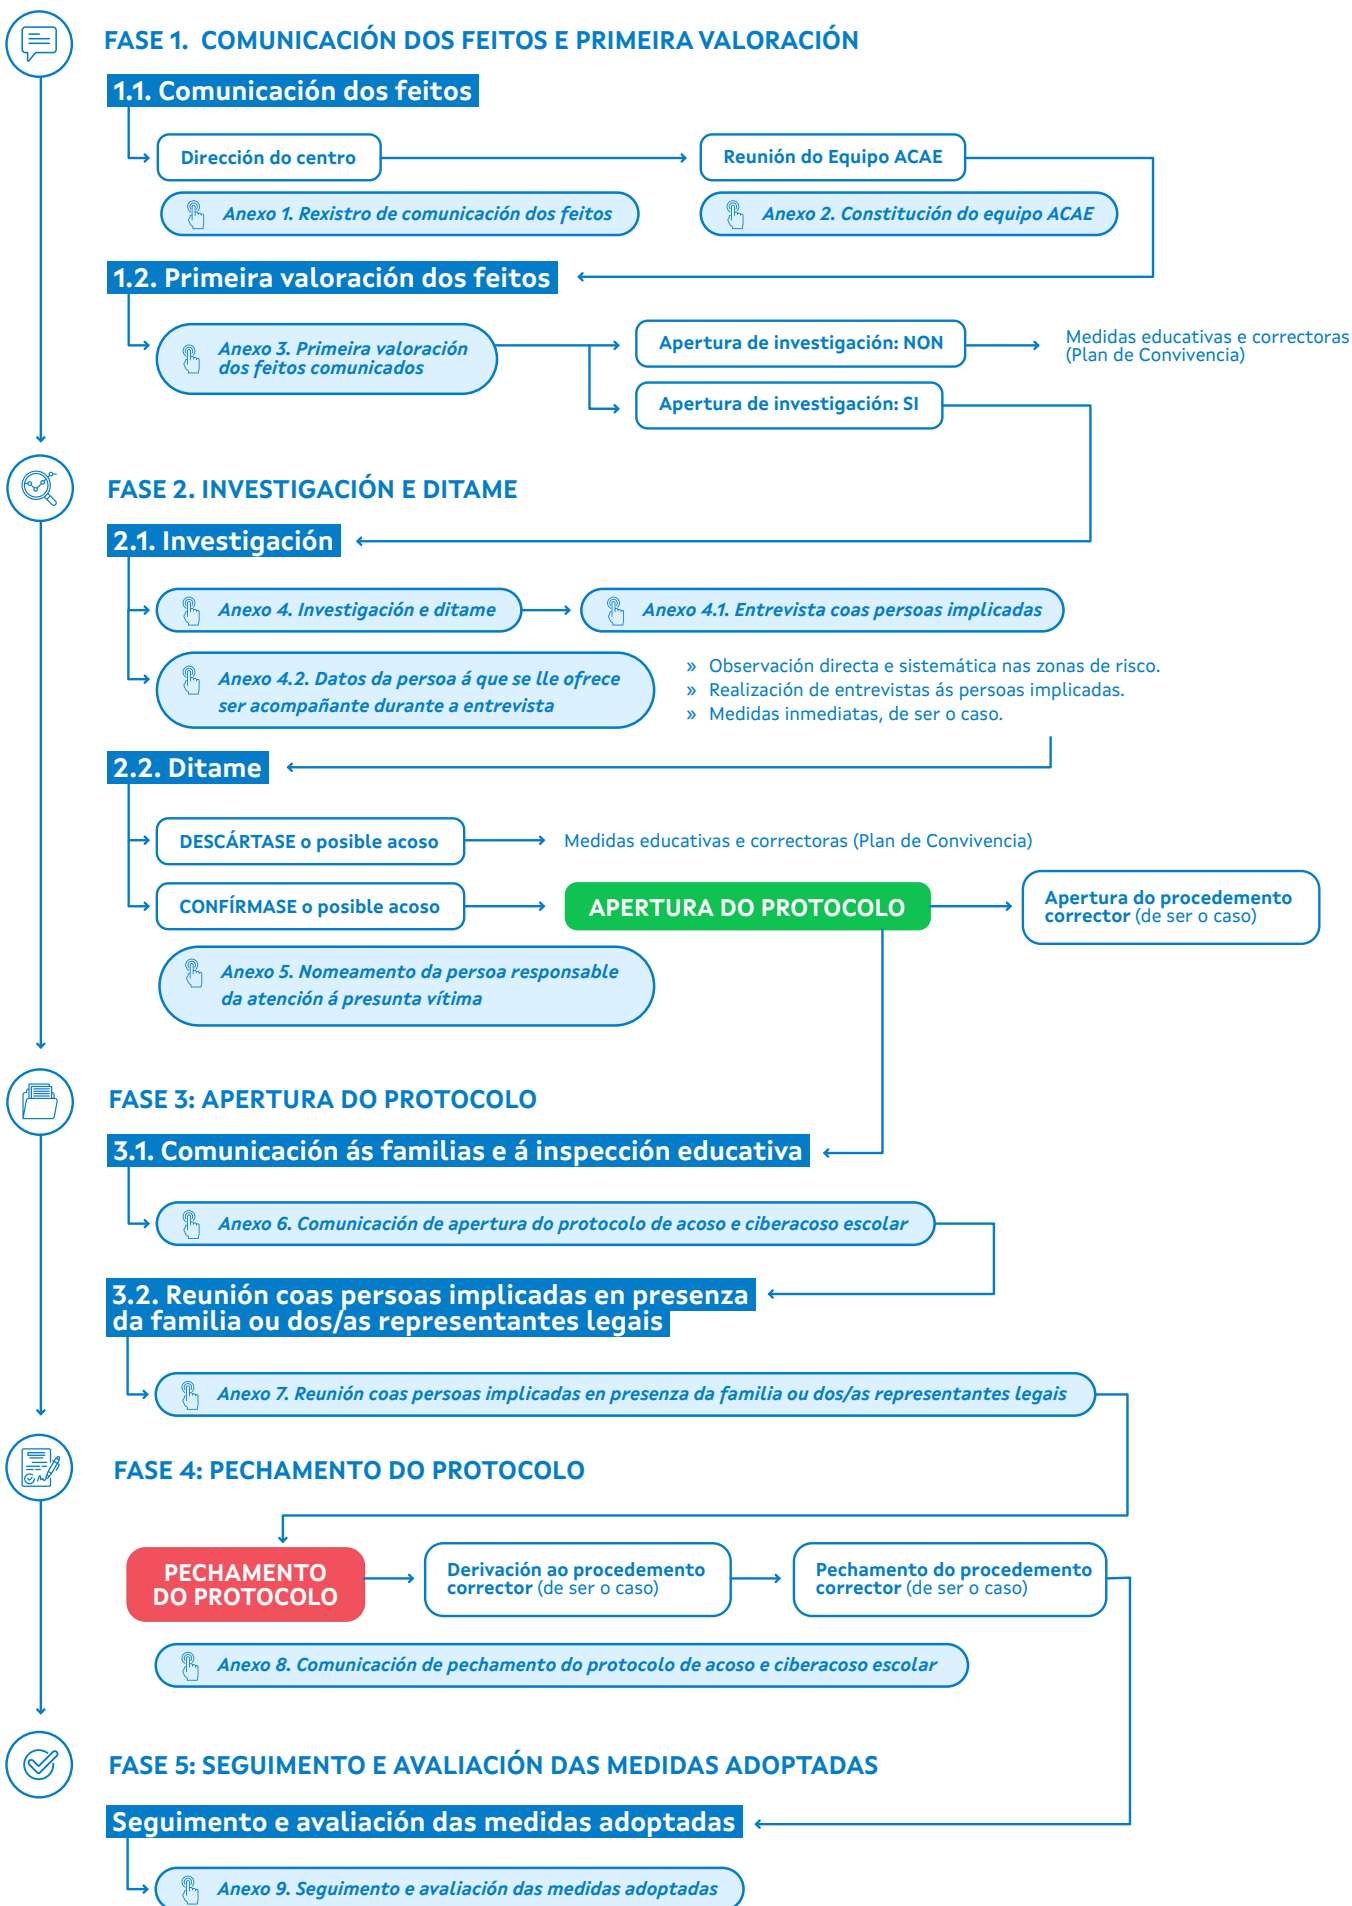 FASE 1. COMUNICACIÓN DOS FEITOS E PRIMEIRA VALORACIÓN
1.1. Comunicación dos feitos
Dirección do centro
Reunión do Equipo ACAE
Anexo 1. Rexistro de comunicación dos feitos
Anexo 2. Constitución do equipo ACAE
1.2. Primeira valoración dos feitos
Anexo 3. Primeira valoración
dos feitos comunicados
Apertura de investigación: NON
Medidas educativas e correctoras
(Plan de Convivencia)
Apertura de investigación: SI
FASE 2. INVESTIGACIÓN E DITAME
2.1. Investigación
Anexo 4. Investigación e ditame
Anexo 4.1. Entrevista coas persoas implicadas
Anexo 4.2. Datos da persoa á que se lle ofrece
ser acompañante durante a entrevista
» Observación directa e sistemática nas zonas de risco.
» Realización de entrevistas ás persoas implicadas.
» Medidas inmediatas, de ser o caso.
2.2. Ditame
DESCÁRTASE o posible acoso
Medidas educativas e correctoras (Plan de Convivencia)
CONFÍRMASE o posible acoso
APERTURA DO PROTOCOLO
Apertura do procedemento
corrector (de ser o caso)
Anexo 5. Nomeamento da persoa responsable
da atención á presunta vítima
FASE 3: APERTURA DO PROTOCOLO
3.1. Comunicación ás familias e á inspección educativa
Anexo 6. Comunicación de apertura do protocolo de acoso e ciberacoso escolar
3.2. Reunión coas persoas implicadas en presenza
da familia ou dos/as representantes legais
Anexo 7. Reunión coas persoas implicadas en presenza da familia ou dos/as representantes legais
FASE 4: PECHAMENTO DO PROTOCOLO
PECHAMENTO
DO PROTOCOLO
Derivación ao procedemento
corrector (de ser o caso)
Pechamento do procedemento
corrector (de ser o caso)
Anexo 8. Comunicación de pechamento do protocolo de acoso e ciberacoso escolar
FASE 5: SEGUIMENTO E AVALIACIÓN DAS MEDIDAS ADOPTADAS
Seguimento e avaliación das medidas adoptadas
Anexo 9. Seguimento e avaliación das medidas adoptadas